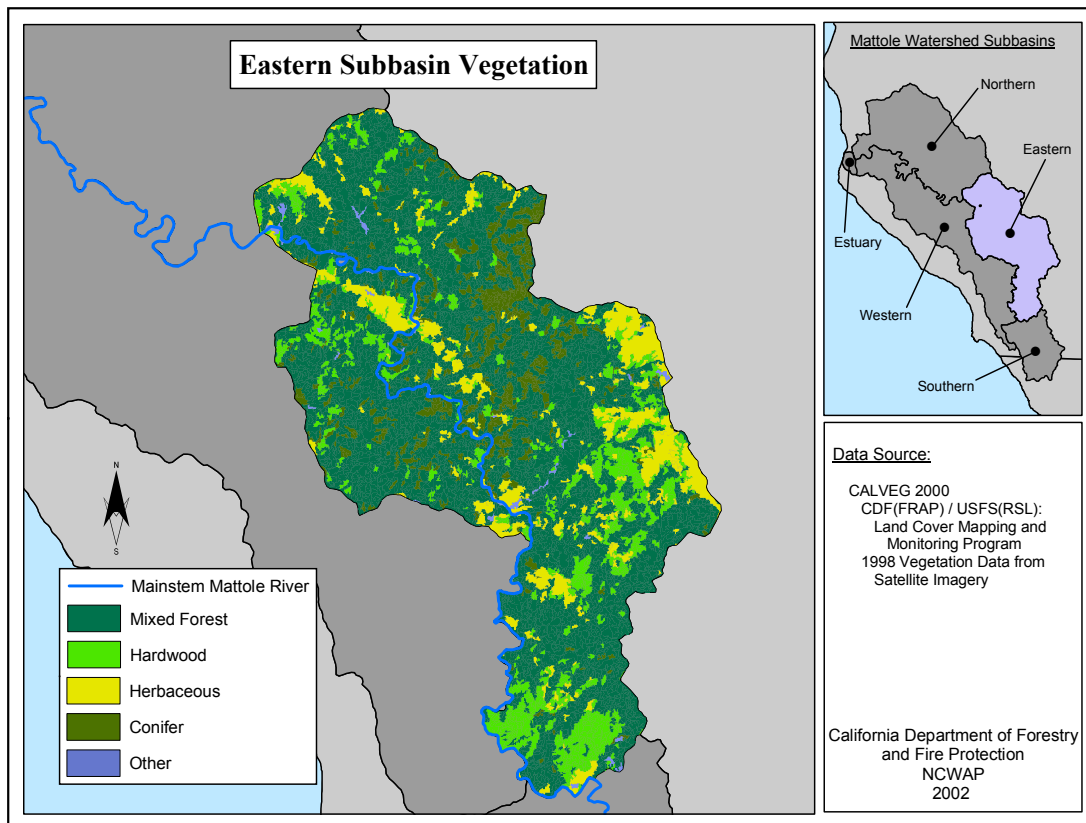 Eastern Subbasin Vegetation
N
S
Mainstem Mattole River
Mixed Forest
Hardwood
Herbaceous
Conifer
Other
Mattole Watershed Subbasins
Northern
Eastern
Estuary
Western
Southern
Data Source:
CALVEG 2000
CDF(FRAP) / USFS(RSL):
Land Cover Mapping and
Monitoring Program
1998 Vegetation Data from
Satellite Imagery
California Department of Forestry
and Fire Protection
NCWAP
2002